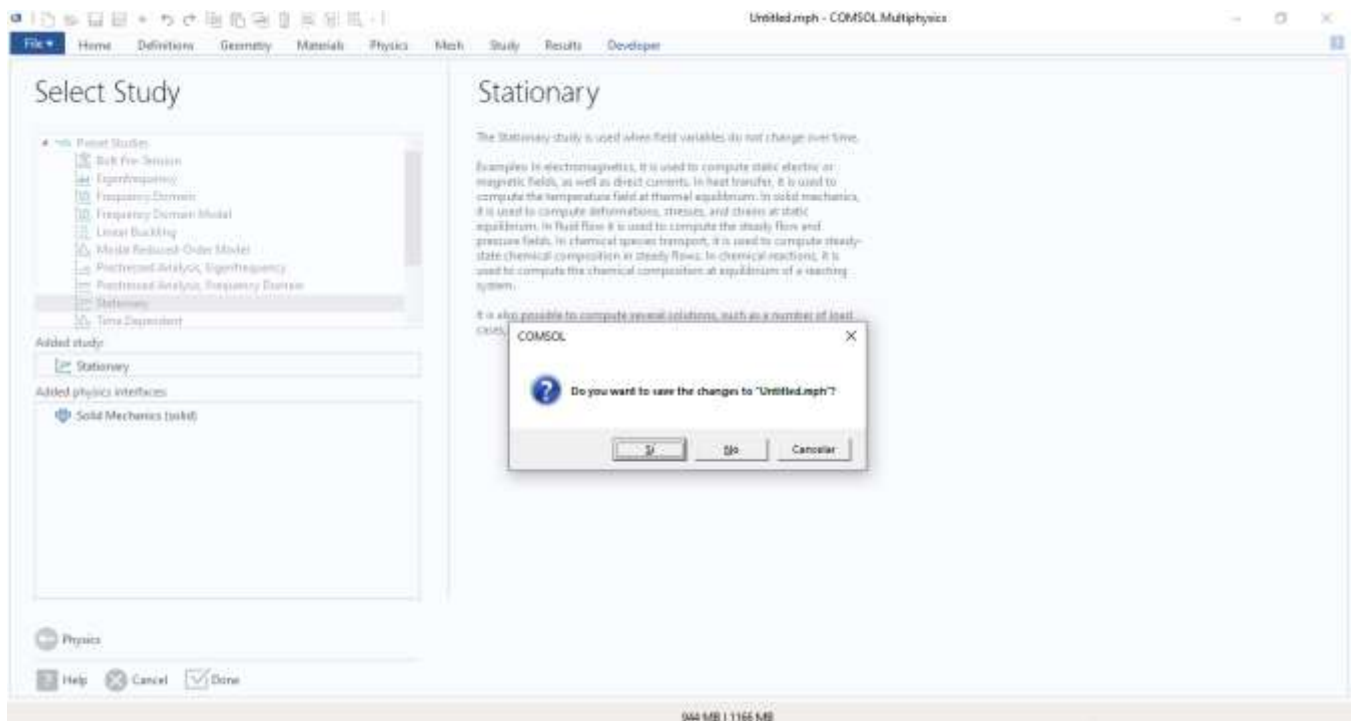 Untitled.mph - COMSOL Multiphysics
File Home Definitions Geometry Materials Physics Mesh Study Results Developer
Select Study
Preset Studies
Bolt Pre-Tension
Eigenfrequency
Frequency Domain
Frequency Domain Modal
Linear Buckling
Modal Reduced-Order Model
Prestressed Analysis, Eigenfrequency
Prestressed Analysis, Frequency Domain
Stationary
Time Dependent
Added study:
Stationary
Added physics interfaces:
Solid Mechanics (solid)
Physics
Help Cancel Done
Stationary
The Stationary study is used when field variables do not change over time.
Examples: In electromagnetics, it is used to compute static electric or
magnetic fields, as well as direct currents. In heat transfer, it is used to
compute the temperature field at thermal equilibrium. In solid mechanics,
it is used to compute deformations, stresses, and strains at static
equilibrium. In fluid flow it is used to compute the steady flow and
pressure fields. In chemical species transport, it is used to compute steady-
state chemical composition in steady flows. In chemical reactions, it is
used to compute the chemical composition at equilibrium of a reacting
system.
It is also possible to compute several solutions, such as a number of load
cases,
COMSOL
Do you want to save the changes to "Untitled.mph"?
Sí No Cancelar
944 MB | 1166 MB